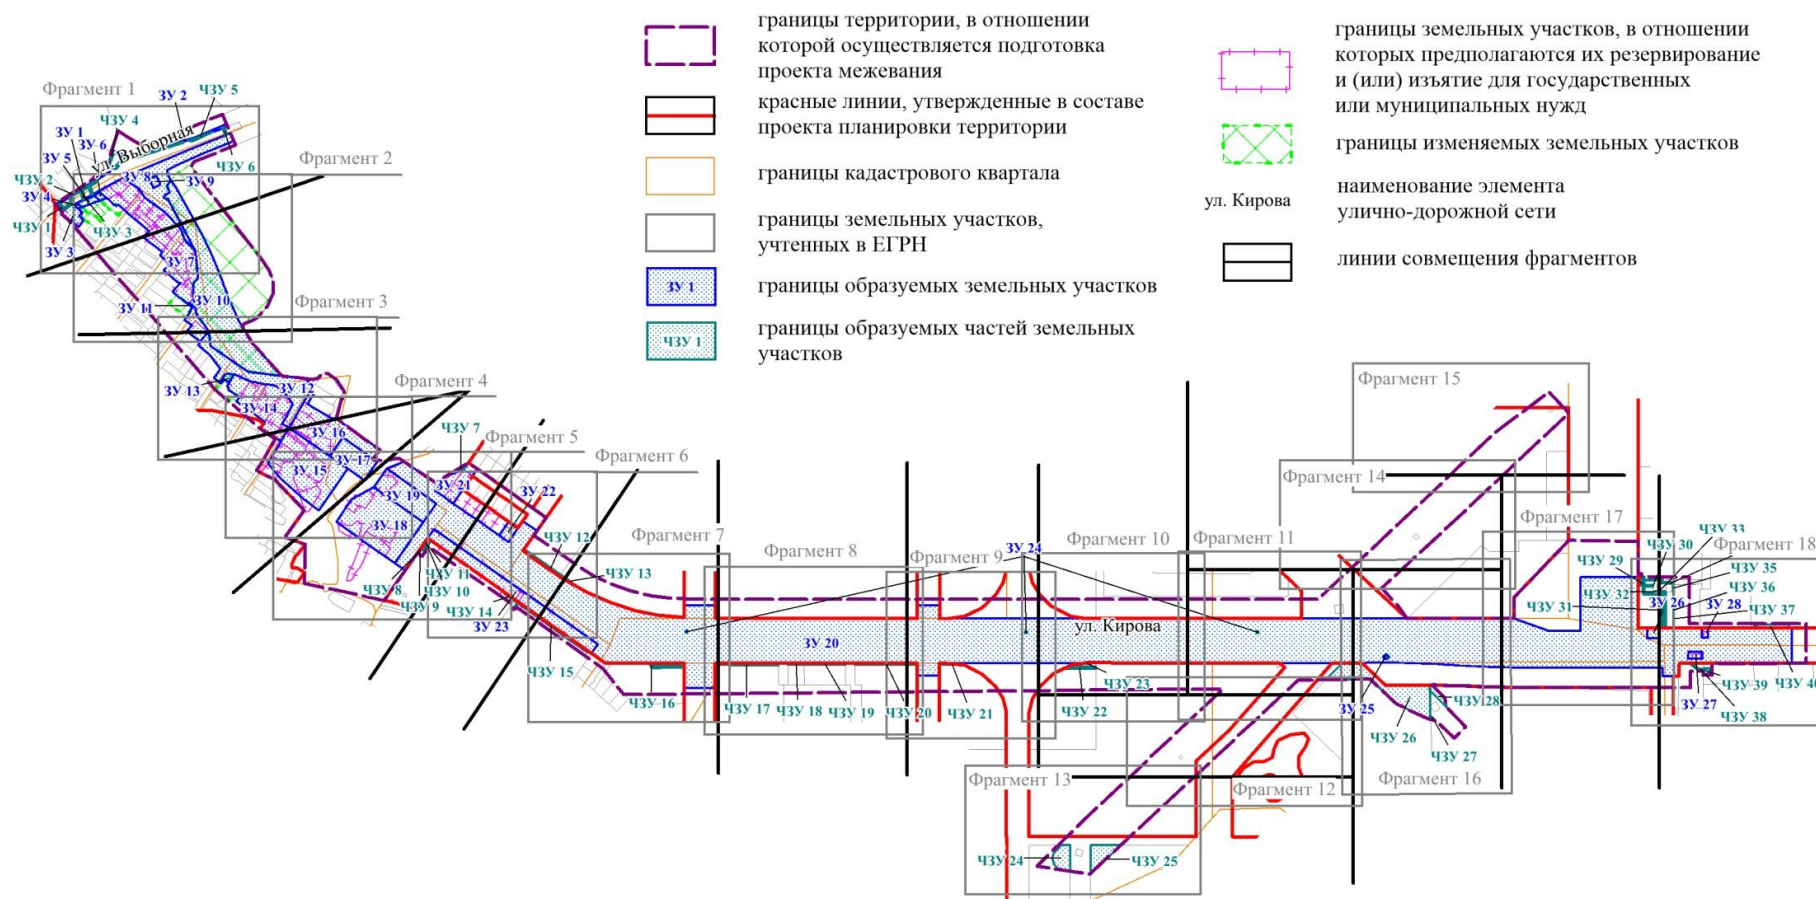 границы территории, в отношении
которой осуществляется подготовка
проекта межевания
красные линии, утвержденные в составе
проекта планировки территории
границы кадастрового квартала
границы земельных участков,
учтенных в ЕГРН
ЗУ 1
границы образуемых земельных участков
ЧЗУ 1
границы образуемых частей земельных
участков
границы земельных участков, в отношении
которых предполагаются их резервирование
и (или) изъятие для государственных
или муниципальных нужд
границы изменяемых земельных участков
ул. Кирова
наименование элемента
улично-дорожной сети
линии совмещения фрагментов
Фрагмент 1
ЗУ 2
ЧЗУ 5
ЧЗУ 4
ЗУ 1
ЗУ 6
ул. Выборная
ЗУ 5
ЧЗУ 6
Фрагмент 2
ЧЗУ 2
ЗУ 8
ЗУ 9
ЗУ 4
ЧЗУ 1
ЧЗУ 3
ЗУ 3
ЗУ 7
ЗУ 10
ЗУ 11
Фрагмент 3
ЗУ 13
ЗУ 12
Фрагмент 4
ЗУ 14
ЗУ 16
ЧЗУ 7
Фрагмент 5
ЗУ 17
ЗУ 15
Фрагмент 6
ЗУ 21
ЗУ 22
ЗУ 19
ЗУ 18
ЧЗУ 12
Фрагмент 7
ЧЗУ 13
ЧЗУ 8
ЧЗУ 11
ЧЗУ 10
ЧЗУ 9
ЧЗУ 14
ЗУ 23
ЧЗУ 15
Фрагмент 8
Фрагмент 9
ЗУ 24
Фрагмент 10
Фрагмент 11
ЗУ 20
ул. Кирова
ЧЗУ 16
ЧЗУ 17
ЧЗУ 18
ЧЗУ 19
ЧЗУ 20
ЧЗУ 21
ЧЗУ 22
ЧЗУ 23
Фрагмент 13
ЧЗУ 24
ЧЗУ 25
Фрагмент 12
Фрагмент 15
Фрагмент 14
Фрагмент 17
ЗУ 25
ЧЗУ 26
ЧЗУ 28
ЧЗУ 27
Фрагмент 16
ЧЗУ 33
ЧЗУ 30
Фрагмент 18
ЧЗУ 29
ЧЗУ 35
ЧЗУ 32
ЧЗУ 36
ЧЗУ 31
ЗУ 26
ЗУ 28
ЧЗУ 37
ЧЗУ 39
ЧЗУ 40
ЗУ 27
ЧЗУ 38